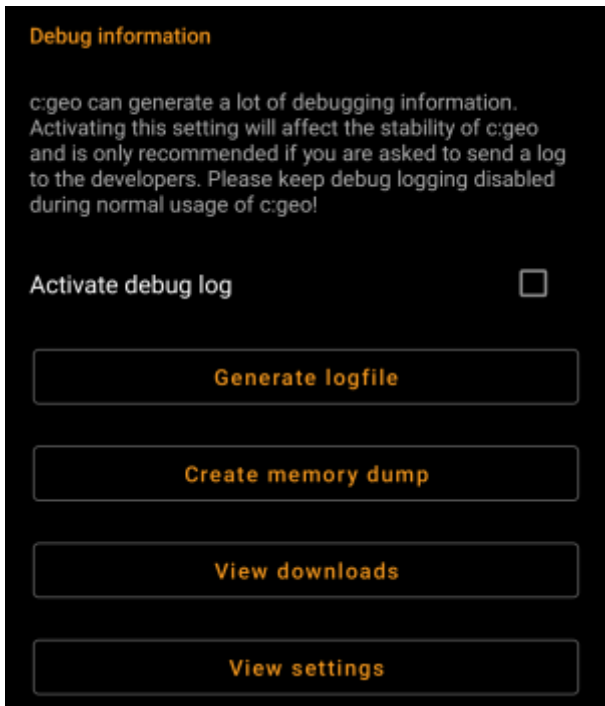 Debug information
c:geo can generate a lot of debugging information.
Activating this setting will affect the stability of c:geo
and is only recommended if you are asked to send a log
to the developers. Please keep debug logging disabled
during normal usage of c:geo!
Activate debug log
Generate logfile
Create memory dump
View downloads
View settings